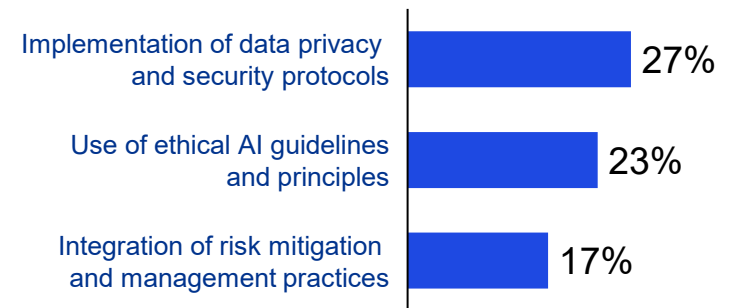 Implementation of data privacy
and security protocols
27%
Use of ethical AI guidelines
and principles
23%
Integration of risk mitigation
and management practices
17%